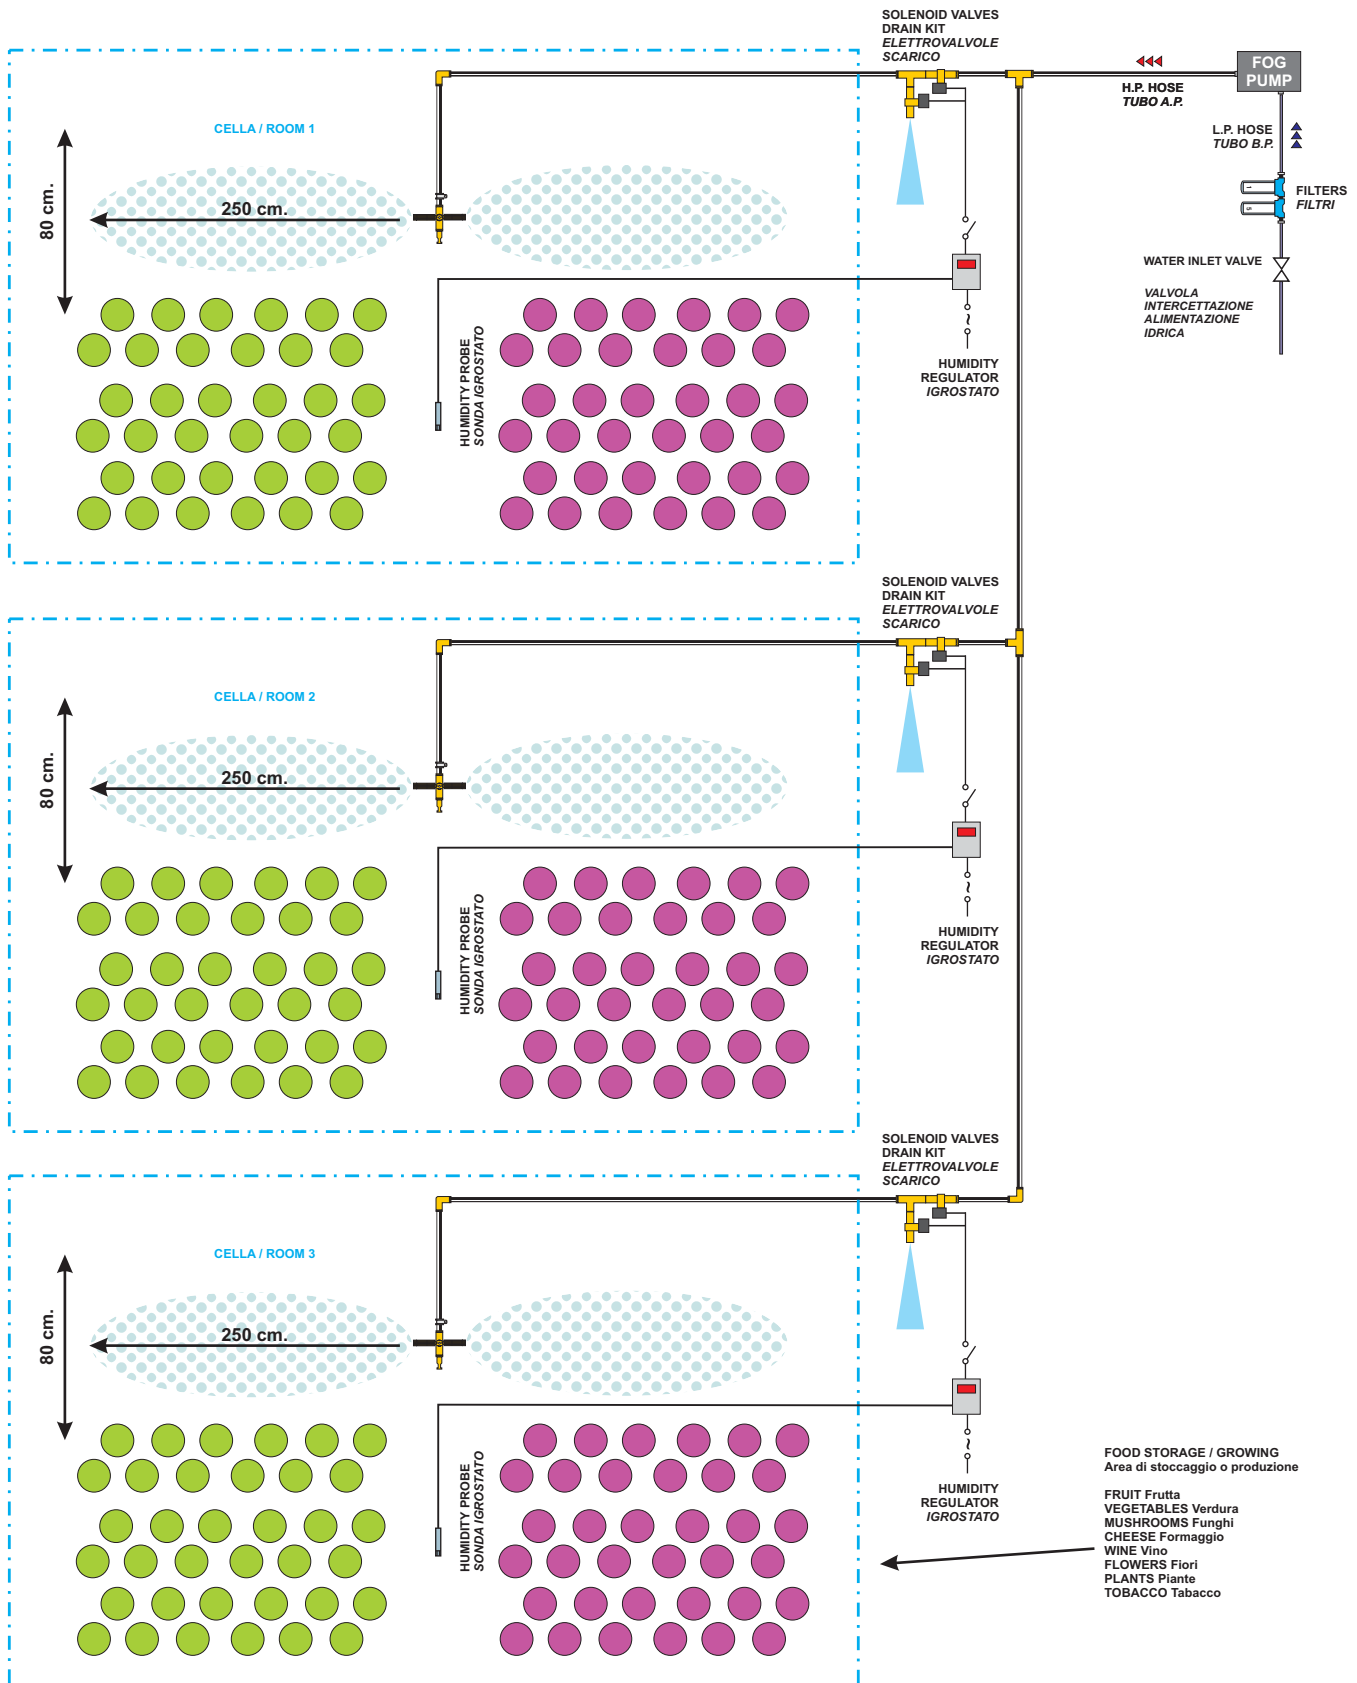 SOLENOID VALVES
DRAIN KIT
ELETTROVALVOLE
SCARICO
FOG
PUMP
H.P. HOSE
TUBO A.P.
L.P. HOSE
TUBO B.P.
FILTERS
FILTRI
1
5
WATER INLET VALVE
VALVOLA
INTERCETTAZIONE
ALIMENTAZIONE
IDRICA
CELLA / ROOM 1
80 cm.
250 cm.
HUMIDITY PROBE
SONDA IGROSTATO
HUMIDITY
REGULATOR
IGROSTATO
SOLENOID VALVES
DRAIN KIT
ELETTROVALVOLE
SCARICO
CELLA / ROOM 2
80 cm.
250 cm.
HUMIDITY PROBE
SONDA IGROSTATO
HUMIDITY
REGULATOR
IGROSTATO
SOLENOID VALVES
DRAIN KIT
ELETTROVALVOLE
SCARICO
CELLA / ROOM 3
80 cm.
250 cm.
HUMIDITY PROBE
SONDA IGROSTATO
HUMIDITY
REGULATOR
IGROSTATO
FOOD STORAGE / GROWING
Area di stoccaggio o produzione
FRUIT Frutta
VEGETABLES Verdura
MUSHROOMS Funghi
CHEESE Formaggio
WINE Vino
FLOWERS Fiori
PLANTS Piante
TOBACCO Tabacco